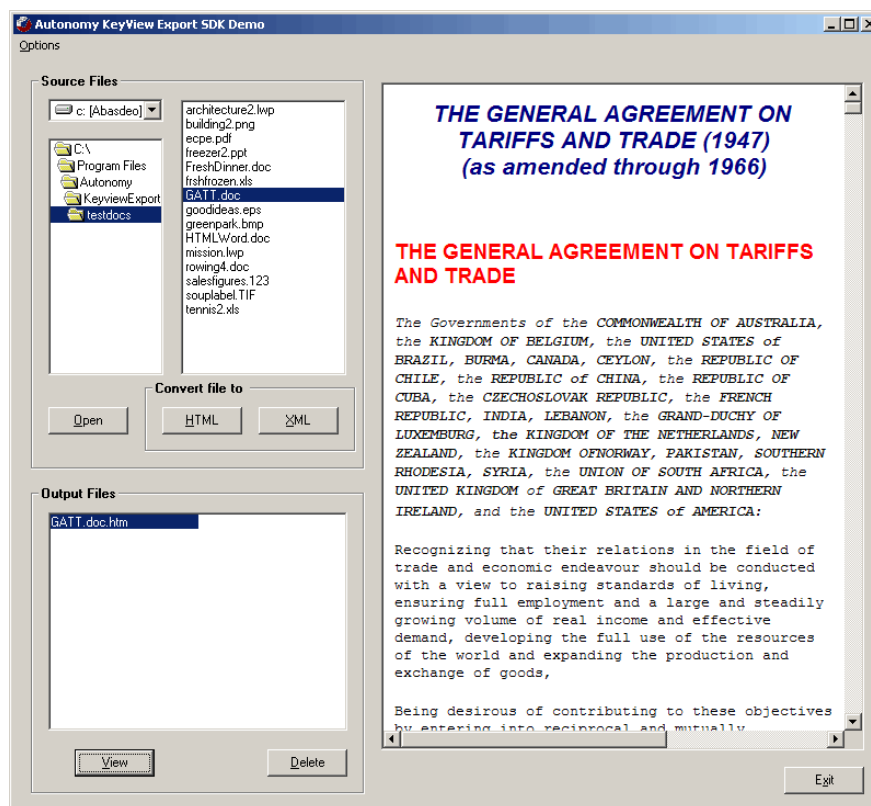 Autonomy KeyView Export SDK Demo
Options
Source Files
c: [Abasdeo]
C:\
Program Files
Autonomy
KeyviewExport
testdocs
architecture2.lwp
building2.png
ecpe.pdf
freezer2.ppt
FreshDinner.doc
frshfrozen.xls
GATT.doc
goodideas.eps
greenpark.bmp
HTMLWord.doc
mission.lwp
rowing4.doc
salesfigures.123
souplabel.TIF
tennis2.xls
Convert file to
Open
HTML
XML
Output Files
GATT.doc.htm
View
Delete
THE GENERAL AGREEMENT ON
TARIFFS AND TRADE (1947)
(as amended through 1966)
THE GENERAL AGREEMENT ON TARIFFS
AND TRADE
The Governments of the COMMONWEALTH OF AUSTRALIA,
the KINGDOM OF BELGIUM, the UNITED STATES of
BRAZIL, BURMA, CANADA, CEYLON, the REPUBLIC OF
CHILE, the REPUBLIC of CHINA, the REPUBLIC OF
CUBA, the CZECHOSLOVAK REPUBLIC, the FRENCH
REPUBLIC, INDIA, LEBANON, the GRAND-DUCHY OF
LUXEMBURG, the KINGDOM OF THE NETHERLANDS, NEW
ZEALAND, the KINGDOM OFNORWAY, PAKISTAN, SOUTHERN
RHODESIA, SYRIA, the UNION OF SOUTH AFRICA, the
UNITED KINGDOM of GREAT BRITAIN AND NORTHERN
IRELAND, and the UNITED STATES of AMERICA:
Recognizing that their relations in the field of
trade and economic endeavour should be conducted
with a view to raising standards of living,
ensuring full employment and a large and steadily
growing volume of real income and effective
demand, developing the full use of the resources
of the world and expanding the production and
exchange of goods,
Being desirous of contributing to these objectives
by entering into reciprocal and mutually
Exit